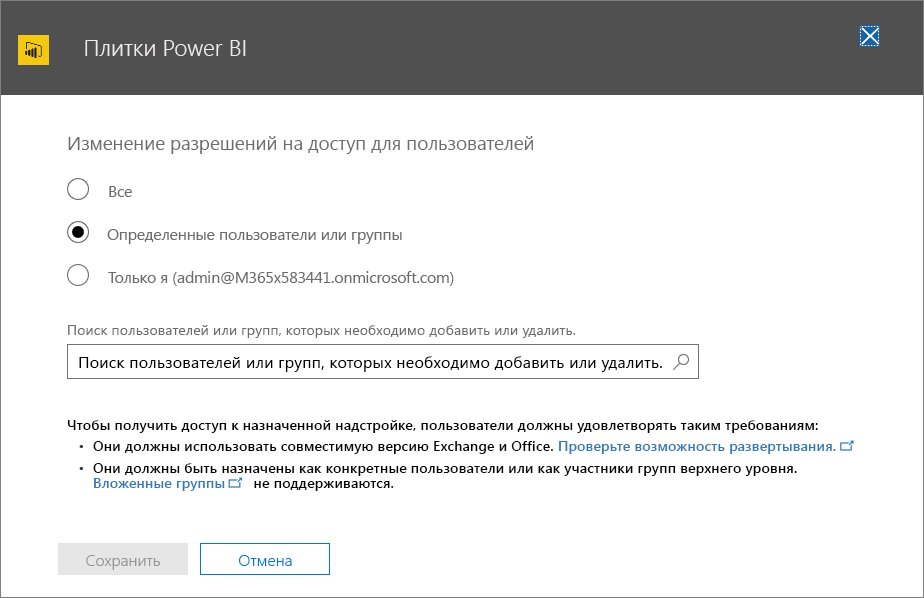 Плитки Power BI
Изменение разрешений на доступ для пользователей
Все
Определенные пользователи или группы
Только я (admin@M365x583441.onmicrosoft.com)
Поиск пользователей или групп, которых необходимо добавить или удалить.
Поиск пользователей или групп, которых необходимо добавить или удалить.
Чтобы получить доступ к назначенной надстройке, пользователи должны удовлетворять таким требованиям:
• Они должны использовать совместимую версию Exchange и Office. Проверьте возможность развертывания.
• Они должны быть назначены как конкретные пользователи или как участники групп верхнего уровня.
Вложенные группы не поддерживаются.
Сохранить Отмена